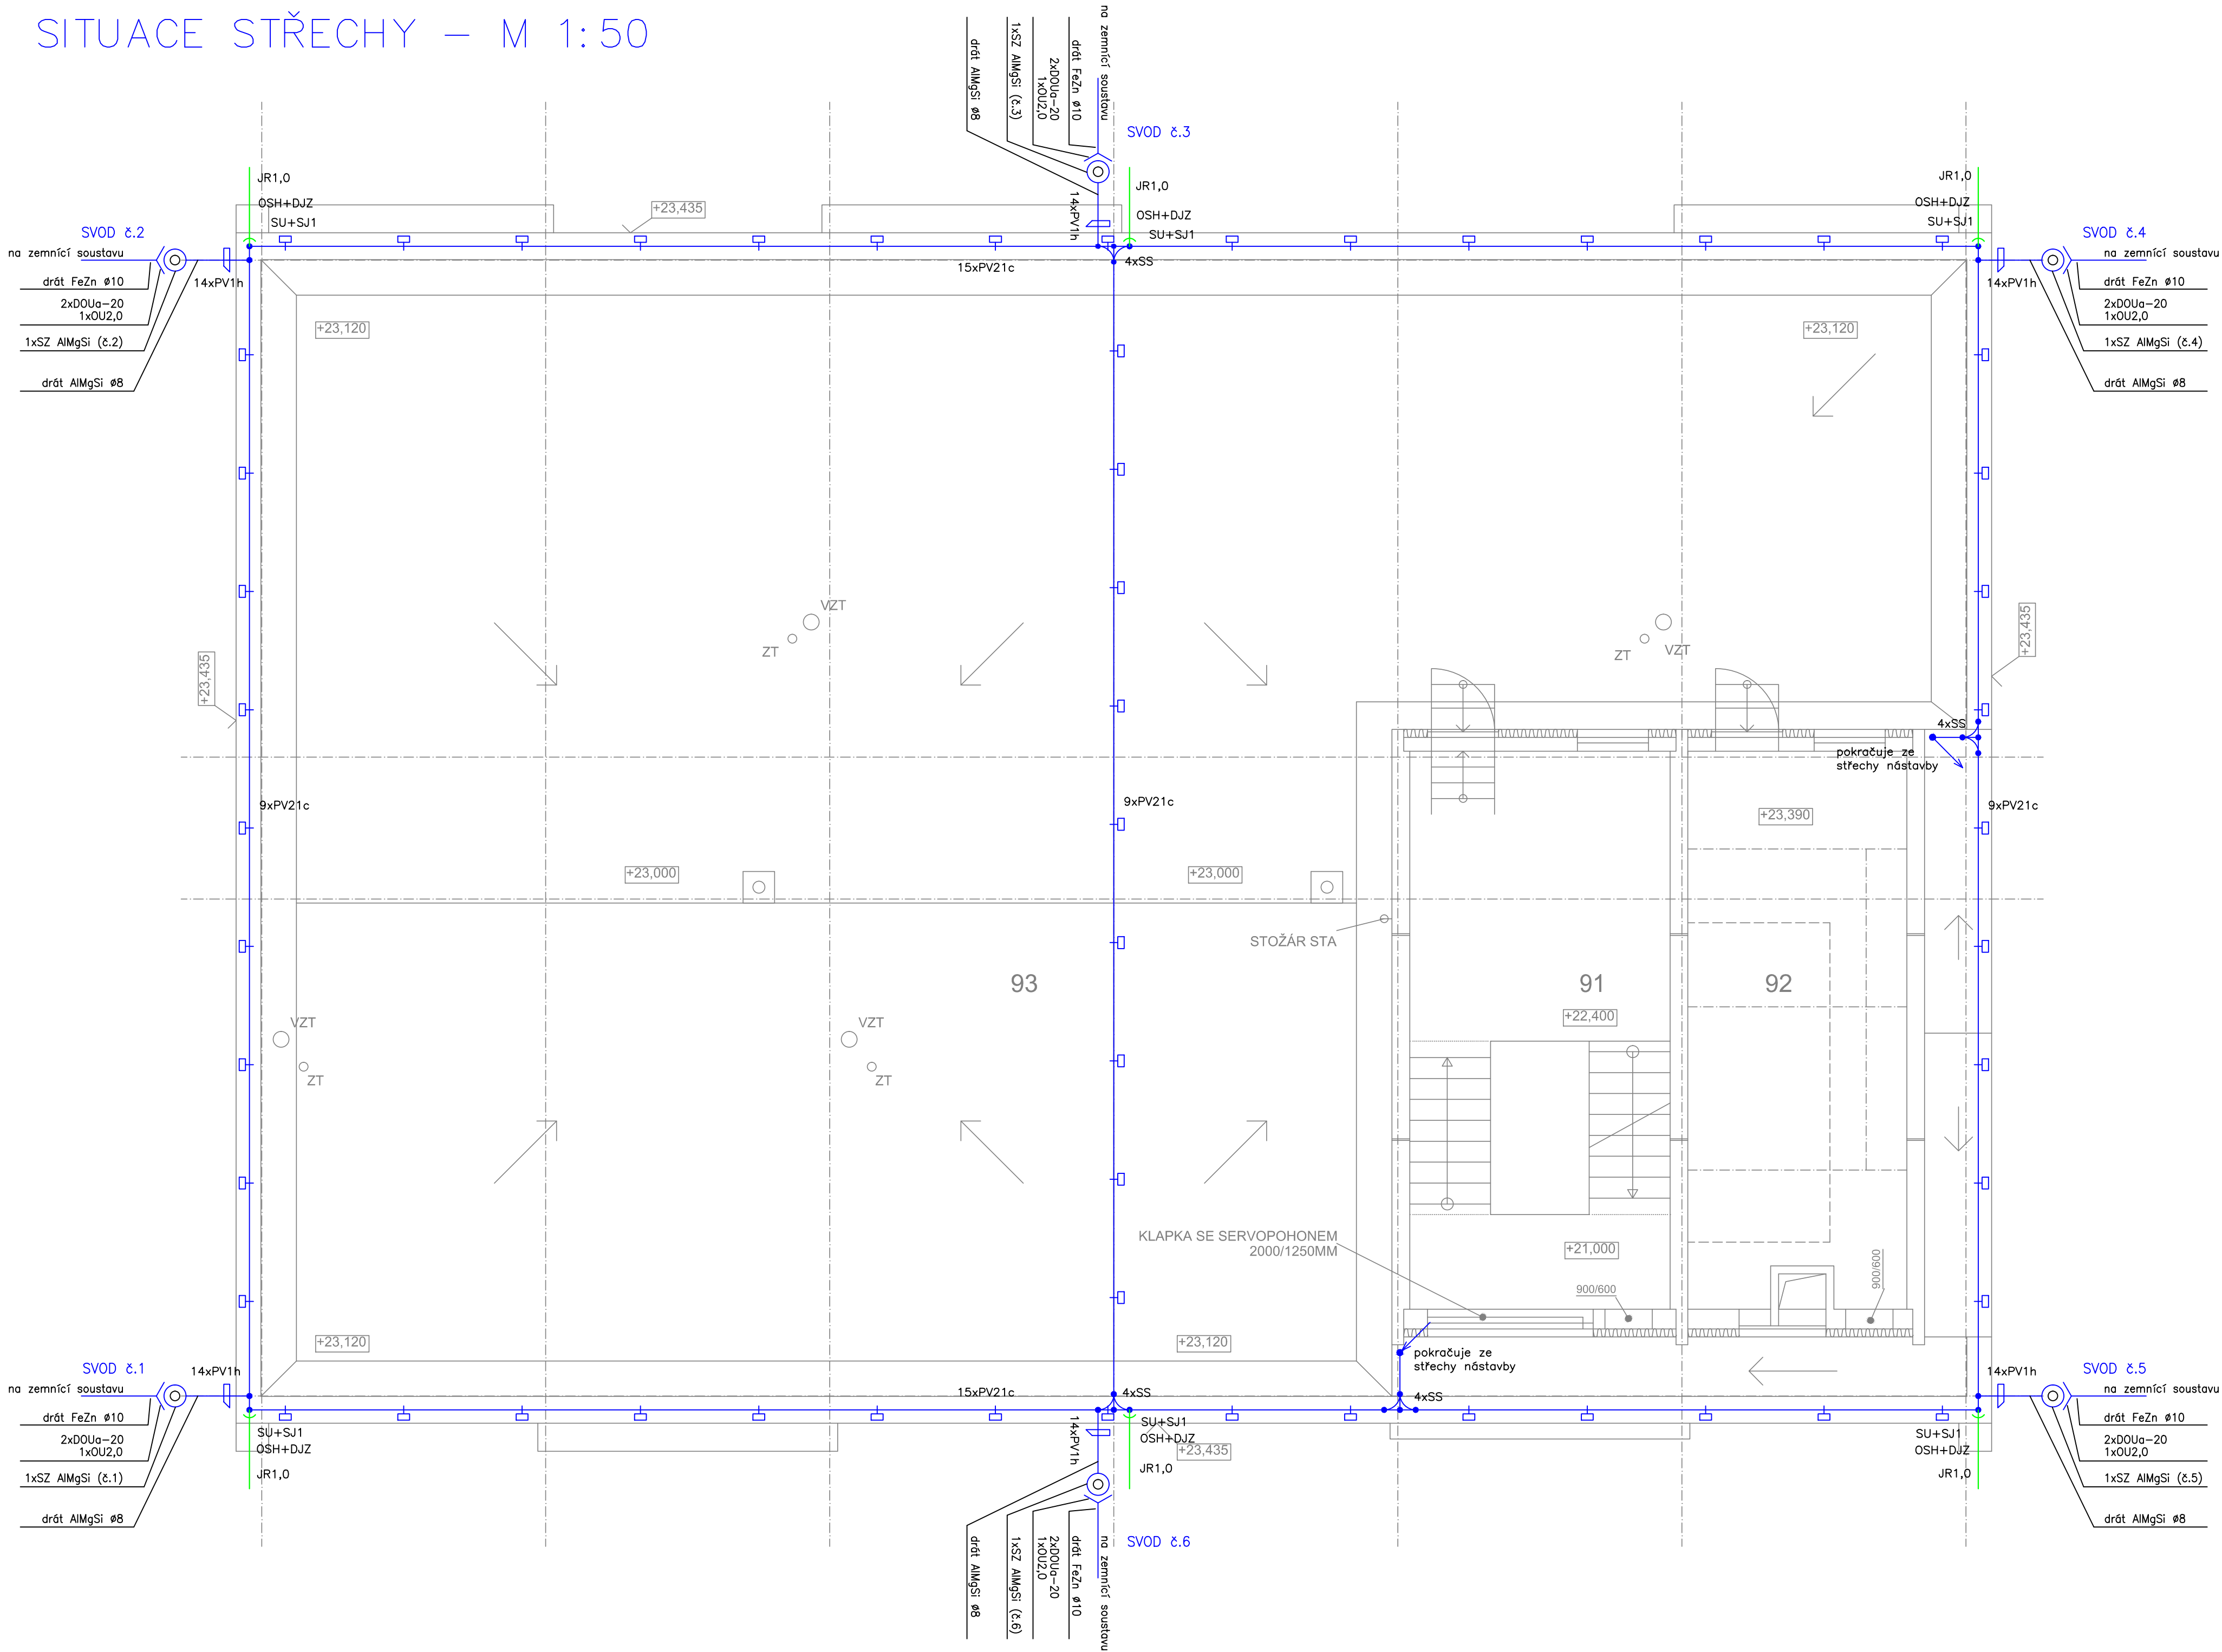 SITUACE STŘECHY – M 1:50
na zemnící soustavu
drát FeZn ø10
2xDOUa–20
1xOU2,0
1xSZ AlMgSi (č.3)
drát AlMgSi ø8
SVOD č.3
14xPV1h
JR1,0
OSH+DJZ
SU+SJ1
4xSS
15xPV21c
JR1,0
OSH+DJZ
SU+SJ1
+23,435
JR1,0
OSH+DJZ
SU+SJ1
SVOD č.2
na zemnící soustavu
drát FeZn ø10
2xDOUa–20
1xOU2,0
1xSZ AlMgSi (č.2)
drát AlMgSi ø8
14xPV1h
SVOD č.4
na zemnící soustavu
drát FeZn ø10
2xDOUa–20
1xOU2,0
1xSZ AlMgSi (č.4)
drát AlMgSi ø8
14xPV1h
+23,120
+23,120
VZT
ZT
ZT
VZT
+23,435
+23,435
4xSS
pokračuje ze
střechy nástavby
9xPV21c
9xPV21c
9xPV21c
+23,390
+23,000
+23,000
STOŽÁR STA
93
91
92
+22,400
VZT
ZT
VZT
ZT
KLAPKA SE SERVOPOHONEM
2000/1250MM
+21,000
900/600
900/600
+23,120
+23,120
pokračuje ze
střechy nástavby
4xSS
15xPV21c
4xSS
SVOD č.1
na zemnící soustavu
drát FeZn ø10
2xDOUa–20
1xOU2,0
1xSZ AlMgSi (č.1)
drát AlMgSi ø8
14xPV1h
SU+SJ1
OSH+DJZ
JR1,0
14xPV1h
SU+SJ1
OSH+DJZ
+23,435
JR1,0
SU+SJ1
OSH+DJZ
JR1,0
14xPV1h
SVOD č.5
na zemnící soustavu
drát FeZn ø10
2xDOUa–20
1xOU2,0
1xSZ AlMgSi (č.5)
drát AlMgSi ø8
SVOD č.6
na zemnící soustavu
drát FeZn ø10
2xDOUa–20
1xOU2,0
1xSZ AlMgSi (č.6)
drát AlMgSi ø8